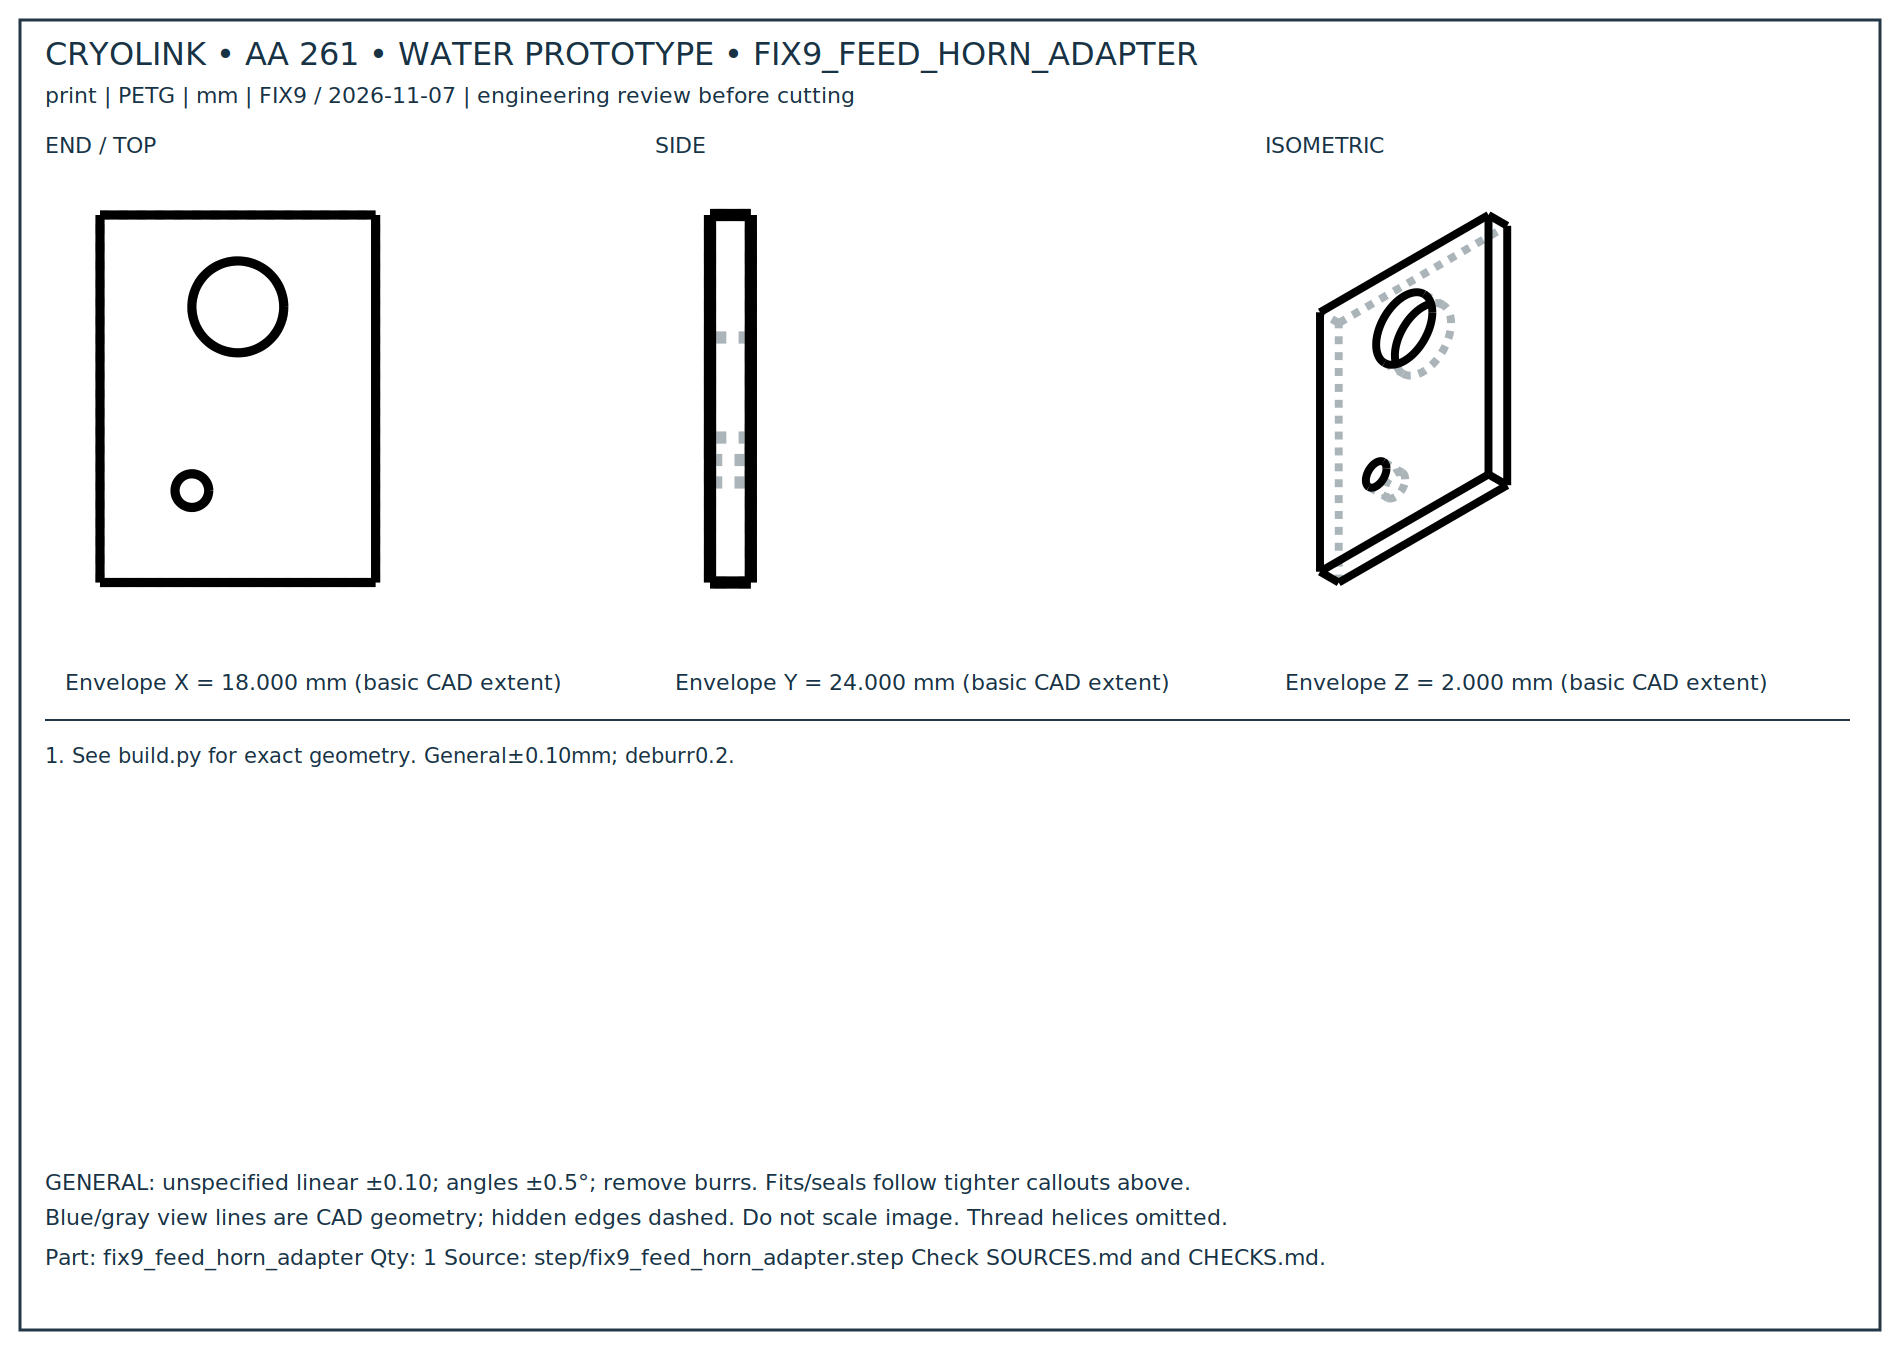 CRYOLINK • AA 261 • WATER PROTOTYPE • FIX9_FEED_HORN_ADAPTER
print | PETG | mm | FIX9 / 2026-11-07 | engineering review before cutting
END / TOP
SIDE
ISOMETRIC
Envelope X = 18.000 mm (basic CAD extent)
Envelope Y = 24.000 mm (basic CAD extent)
Envelope Z = 2.000 mm (basic CAD extent)
1. See build.py for exact geometry. General±0.10mm; deburr0.2.
GENERAL: unspecified linear ±0.10; angles ±0.5°; remove burrs. Fits/seals follow tighter callouts above.
Blue/gray view lines are CAD geometry; hidden edges dashed. Do not scale image. Thread helices omitted.
Part: fix9_feed_horn_adapter Qty: 1 Source: step/fix9_feed_horn_adapter.step Check SOURCES.md and CHECKS.md.